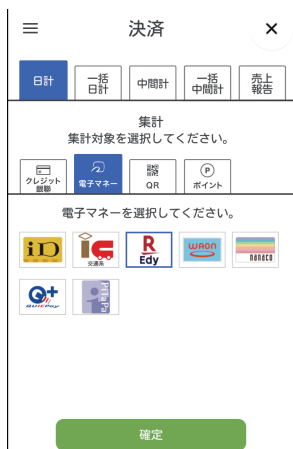 決済
日計
一括
日計
中間計
一括
中間計
売上
報告
集計
集計対象を選択してください。
クレジット
銀聯
電子マネー
QR
P
ポイント
電子マネーを選択してください。
iD
ic
交通系
R
Edy
WAON
nanaco
Q+
QUICPay
PiTaPa
確定